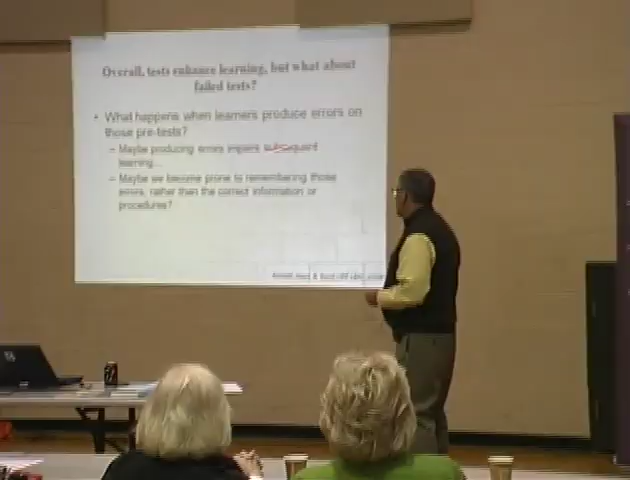 Overall, tests enhance learning, but what about
failed tests?
• What happens when learners produce errors on
those pre-tests?
– Maybe producing errors impairs subsequent
learning...
– Maybe we become prone to remembering those
errors, rather than the correct information or
procedures?